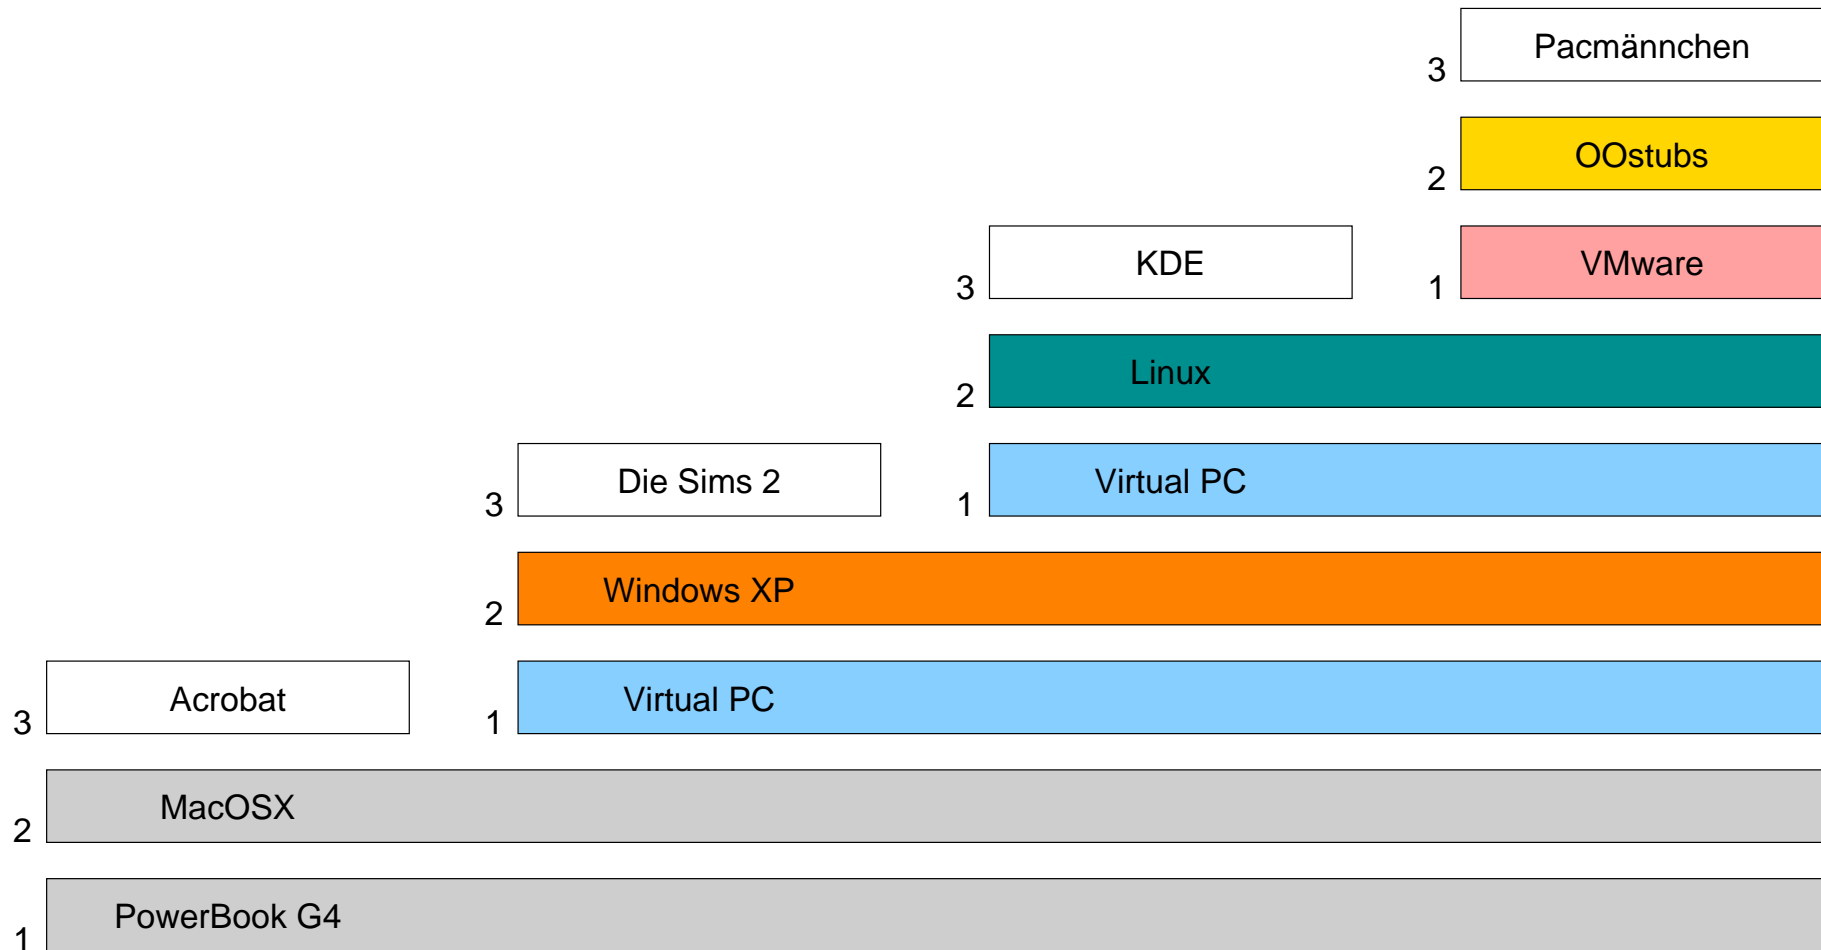 Pacmännchen
3
OOstubs
2
KDE
VMware
3
1
Linux
2
Die Sims 2
Virtual PC
3
1
Windows XP
2
Acrobat
Virtual PC
3
1
MacOSX
2
PowerBook G4
1